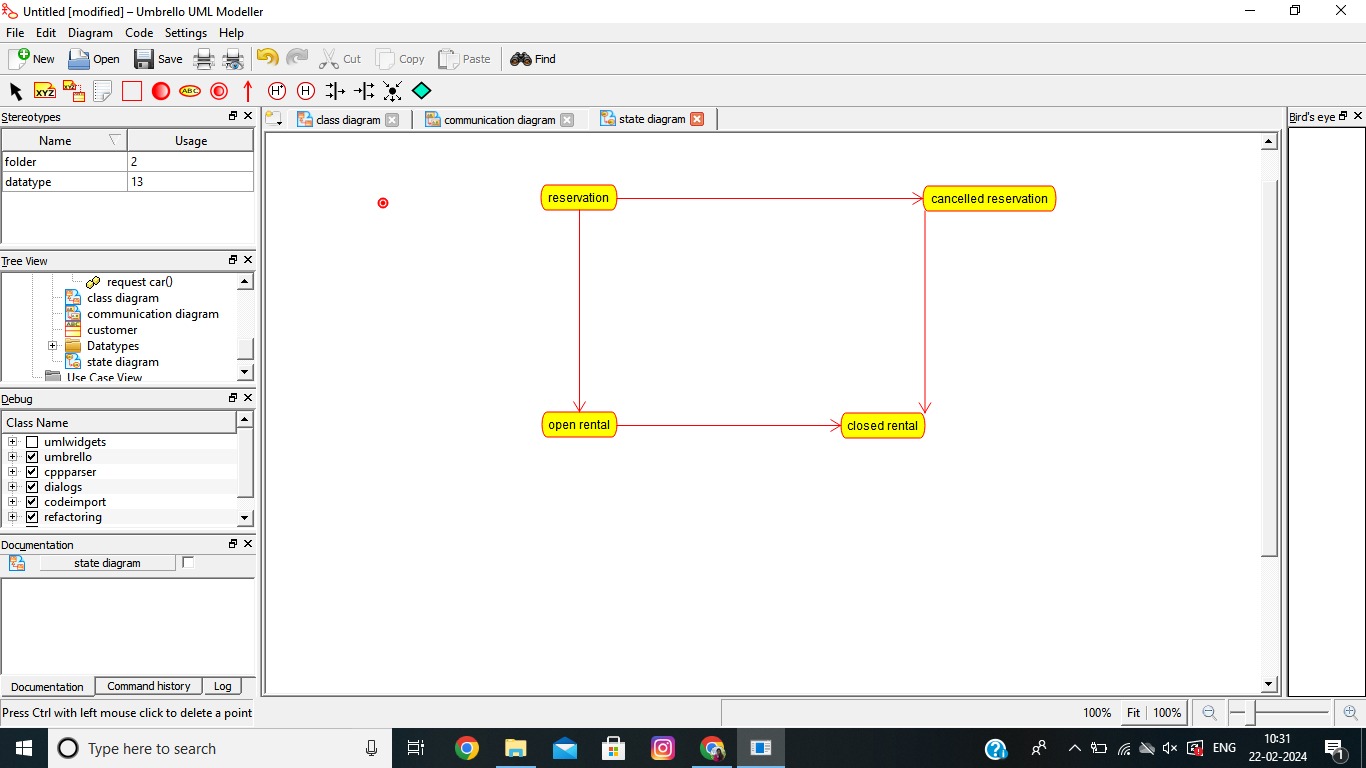 Untitled [modified] – Umbrello UML Modeller
File Edit Diagram Code Settings Help
New Open Save Cut Copy Paste Find
XYZ XYZ ABC H* H
Stereotypes
Name Usage
folder 2
datatype 13
Tree View
request car()
class diagram
communication diagram
customer
Datatypes
state diagram
Use Case View
Debug
Class Name
umlwidgets
umbrello
cppparser
dialogs
codeimport
refactoring
Documentation
state diagram
Documentation Command history Log
class diagram communication diagram state diagram
reservation cancelled reservation
open rental closed rental
Bird's eye
Press Ctrl with left mouse click to delete a point
100% Fit 100%
Type here to search
ENG
10:31
22-02-2024
1